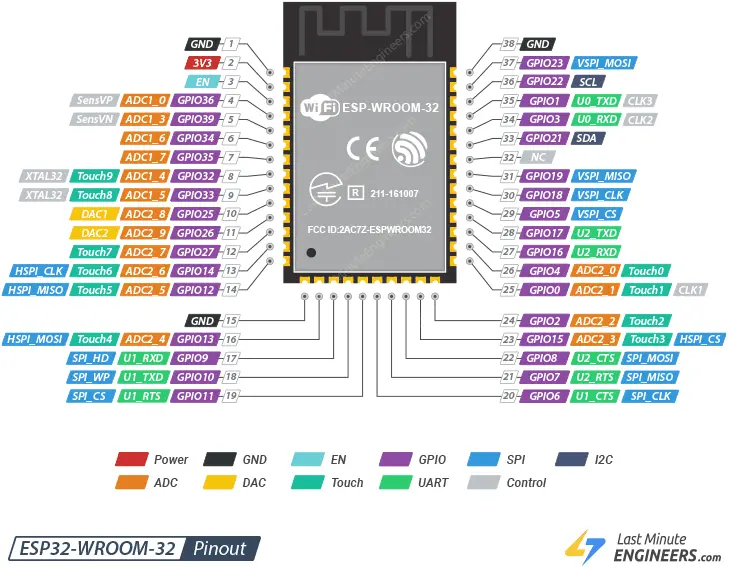 GND 1
3V3 2
EN 3
SensVP ADC1_0 GPIO36 4
SensVN ADC1_3 GPIO39 5
ADC1_6 GPIO34 6
ADC1_7 GPIO35 7
XTAL32 Touch9 ADC1_4 GPIO32 8
XTAL32 Touch8 ADC1_5 GPIO33 9
DAC1 ADC2_8 GPIO25 10
DAC2 ADC2_9 GPIO26 11
Touch7 ADC2_7 GPIO27 12
HSPI_CLK Touch6 ADC2_6 GPIO14 13
HSPI_MISO Touch5 ADC2_5 GPIO12 14
GND 15
HSPI_MOSI Touch4 ADC2_4 GPIO13 16
SPI_HD U1_RXD GPIO9 17
SPI_WP U1_TXD GPIO10 18
SPI_CS U1_RTS GPIO11 19
WiFi ESP-WROOM-32
CE
R 211-161007
FCC ID:2AC7Z-ESPWROOM32
38 GND
37 GPIO23 VSPI_MOSI
36 GPIO22 SCL
35 GPIO1 U0_TXD CLK3
34 GPIO3 U0_RXD CLK2
33 GPIO21 SDA
32 NC
31 GPIO19 VSPI_MISO
30 GPIO18 VSPI_CLK
29 GPIO5 VSPI_CS
28 GPIO17 U2_TXD
27 GPIO16 U2_RXD
26 GPIO4 ADC2_0 Touch0
25 GPIO0 ADC2_1 Touch1 CLK1
24 GPIO2 ADC2_2 Touch2
23 GPIO15 ADC2_3 Touch3 HSPI_CS
22 GPIO8 U2_CTS SPI_MOSI
21 GPIO7 U2_RTS SPI_MISO
20 GPIO6 U1_CTS SPI_CLK
Power GND EN GPIO SPI I2C
ADC DAC Touch UART Control
ESP32-WROOM-32 Pinout
Last Minute
ENGINEERS.com